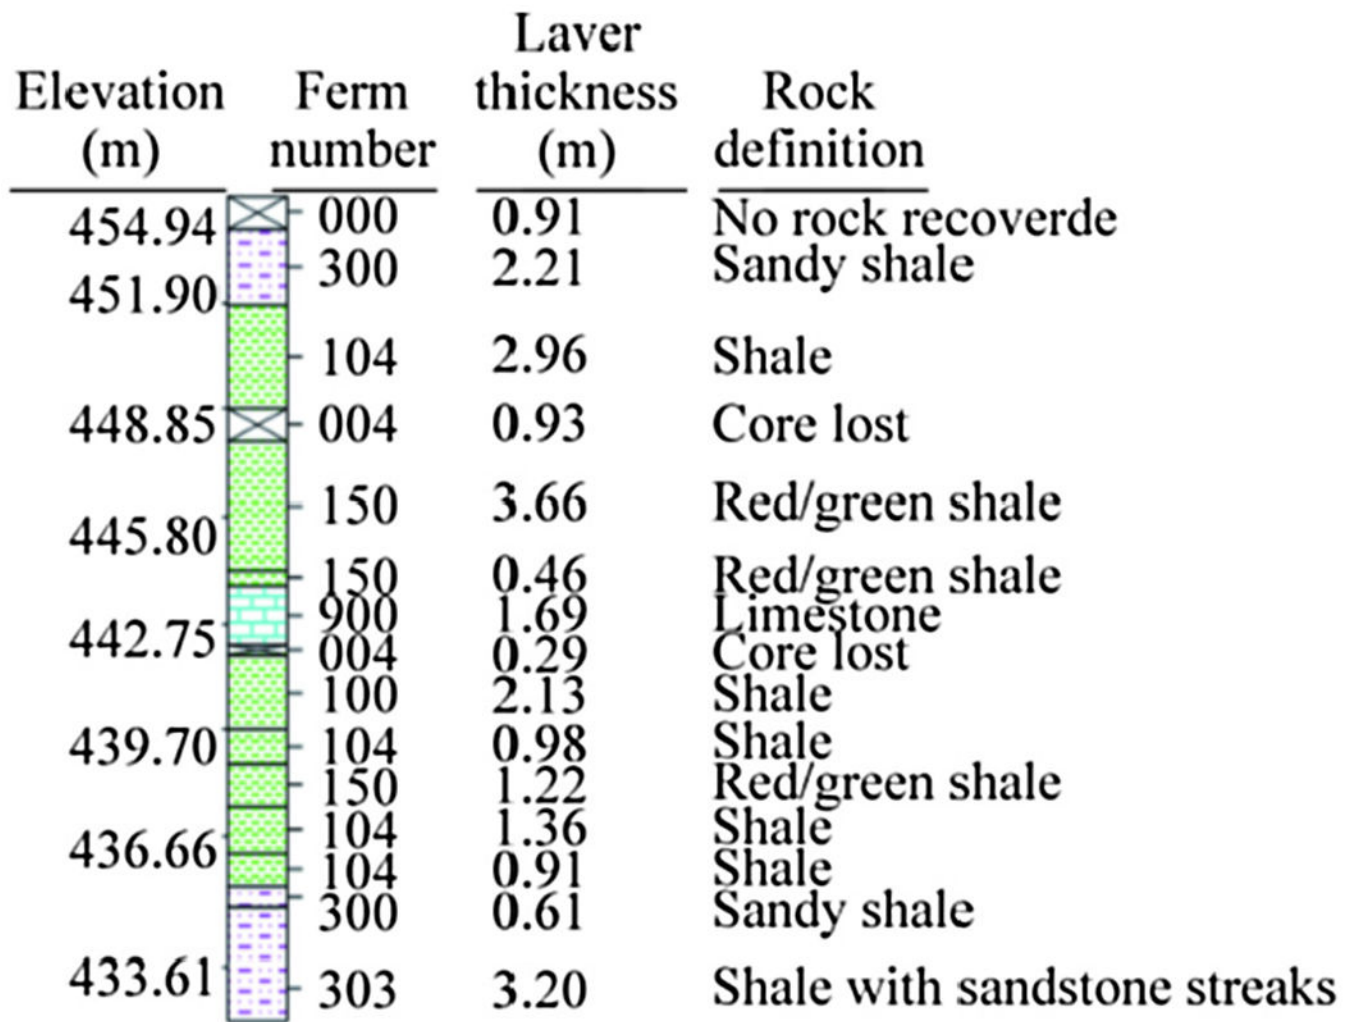 Laver
Elevation Ferm thickness Rock
(m) number (m) definition
454.94 000 0.91 No rock recoverde
300 2.21 Sandy shale
451.90
104 2.96 Shale
448.85 004 0.93 Core lost
150 3.66 Red/green shale
445.80
150 0.46 Red/green shale
900 1.69 Limestone
442.75 004 0.29 Core lost
100 2.13 Shale
439.70 104 0.98 Shale
150 1.22 Red/green shale
104 1.36 Shale
436.66
104 0.91 Shale
300 0.61 Sandy shale
433.61 303 3.20 Shale with sandstone streaks